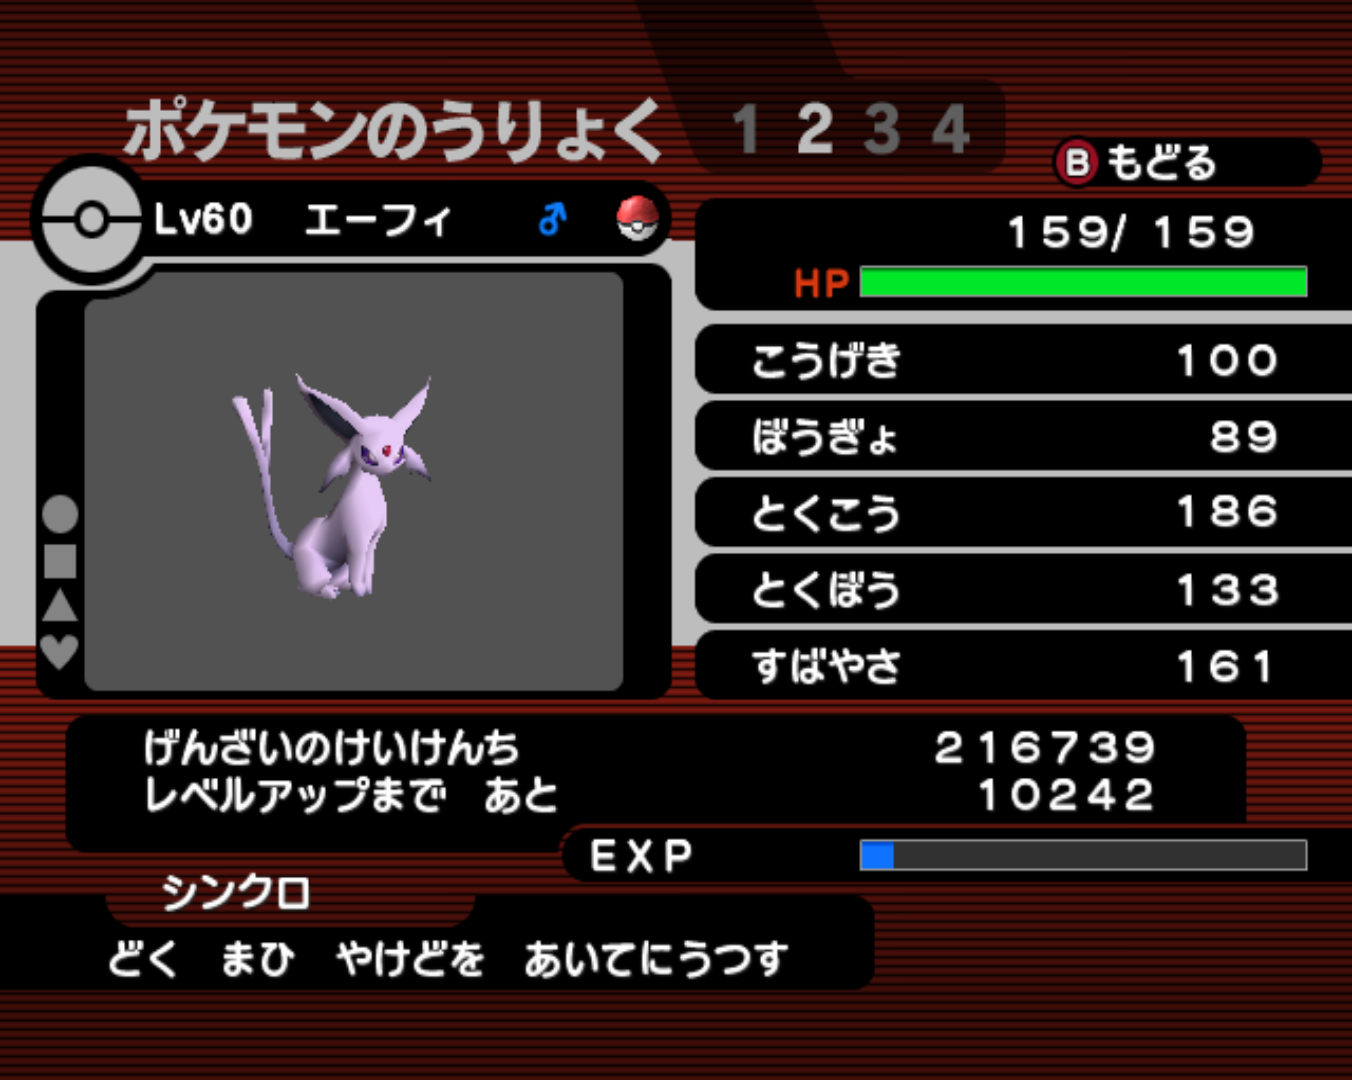 ポケモンのうりょく 1 2 3 4
B もどる
Lv60 エーフィ ♂
159/ 159
HP
こうげき 100
ぼうぎょ 89
とくこう 186
とくぼう 133
すばやさ 161
げんざいのけいけんち 216739
レベルアップまで あと 10242
EXP
シンクロ
どく まひ やけどを あいてにうつす